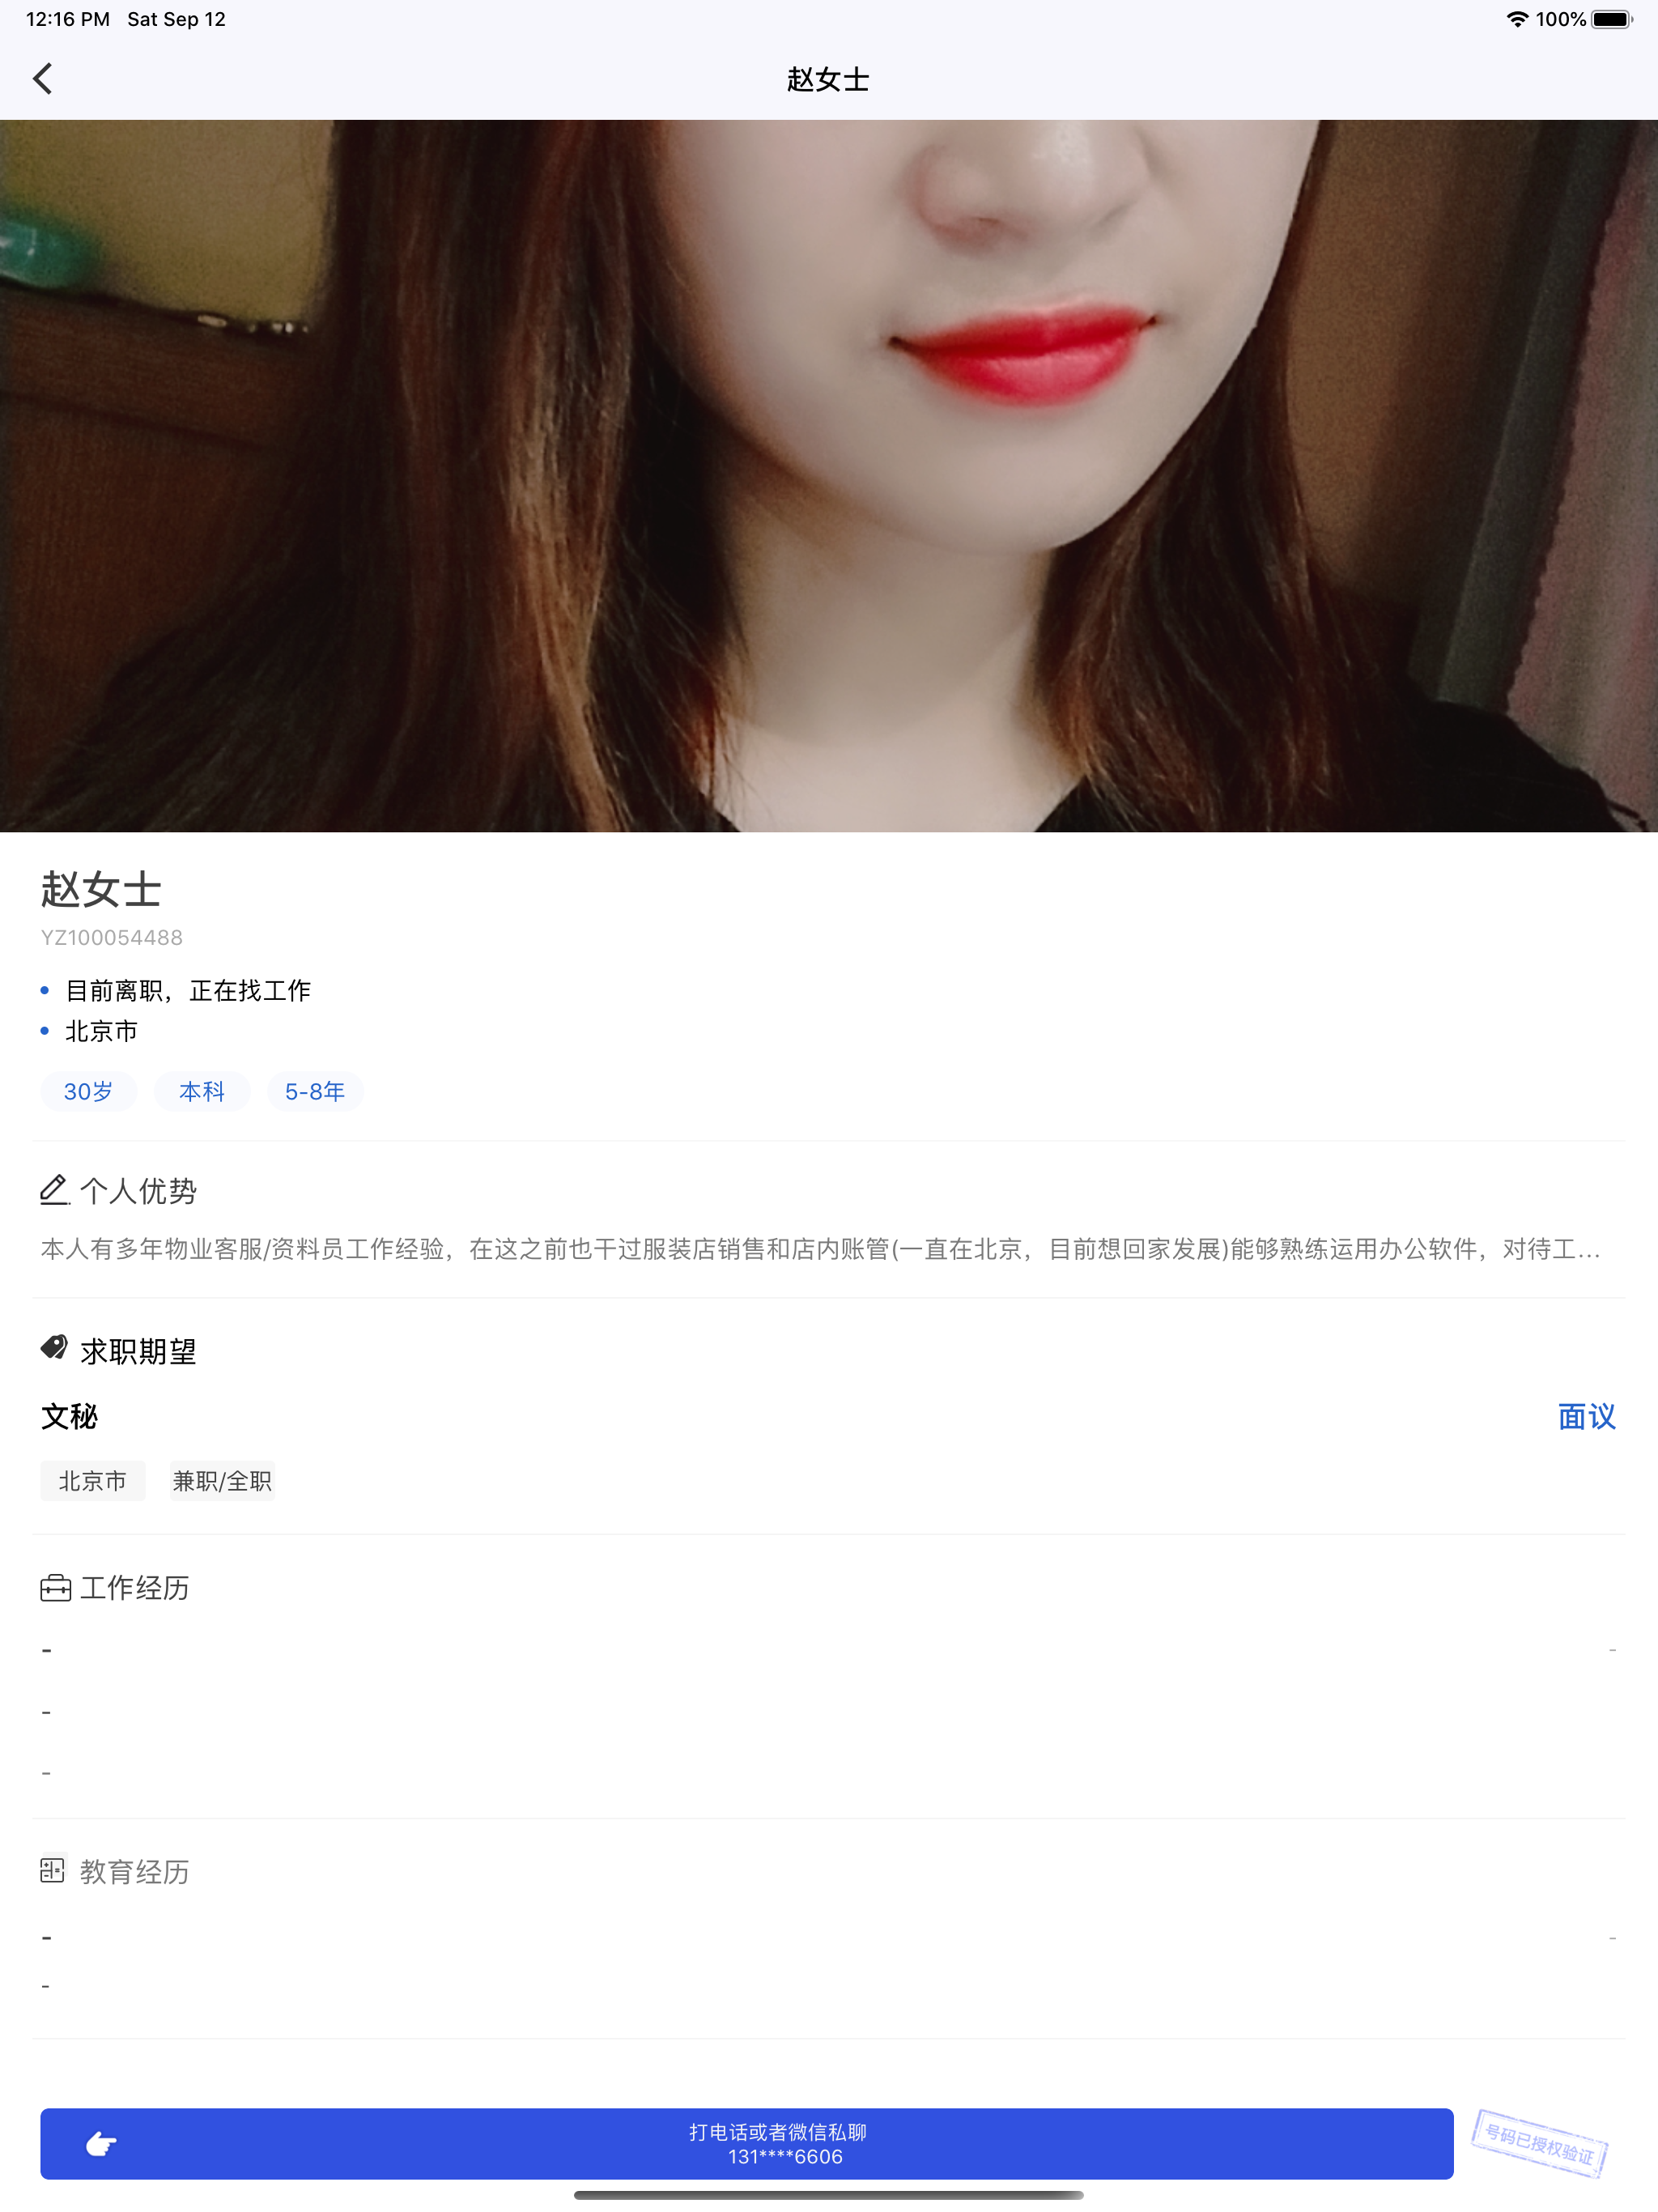 12:16 PM Sat Sep 12
100%
赵女士
赵女士
YZ100054488
目前离职，正在找工作
北京市
30岁 本科 5-8年
个人优势
本人有多年物业客服/资料员工作经验，在这之前也干过服装店销售和店内账管(一直在北京，目前想回家发展)能够熟练运用办公软件，对待工...
求职期望
文秘 面议
北京市 兼职/全职
工作经历
- -
-
-
教育经历
- -
-
打电话或者微信私聊
131****6606
号码已授权验证